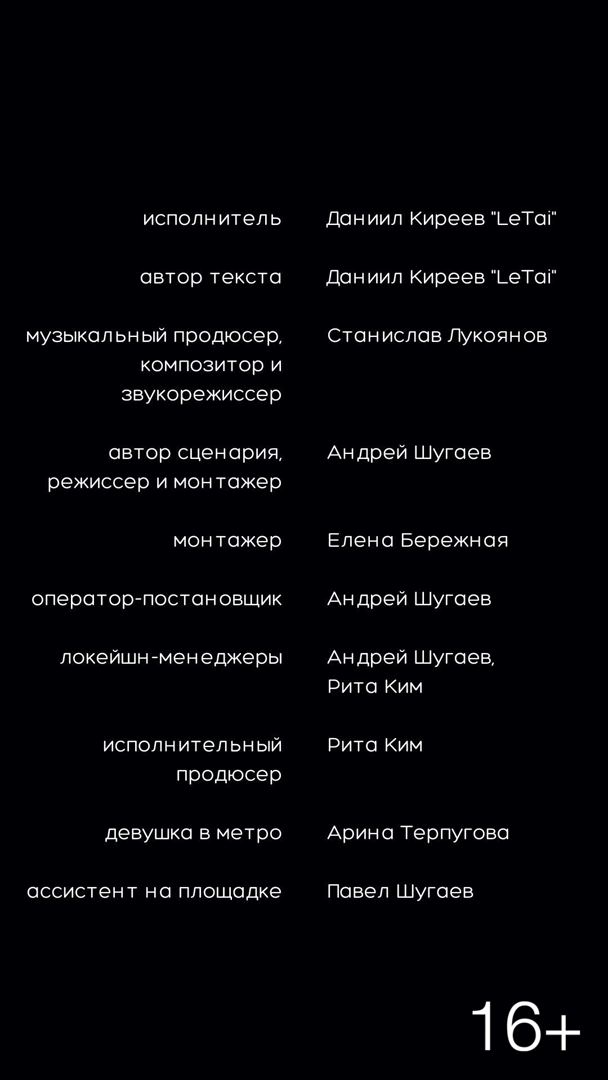 исполнитель Даниил Киреев "LeTai"
автор текста Даниил Киреев "LeTai"
музыкальный продюсер, Станислав Лукоянов
композитор и
звукорежиссер
автор сценария, Андрей Шугаев
режиссер и монтажер
монтажер Елена Бережная
оператор-постановщик Андрей Шугаев
локейшн-менеджеры Андрей Шугаев,
Рита Ким
исполнительный Рита Ким
продюсер
девушка в метро Арина Терпугова
ассистент на площадке Павел Шугаев
16+